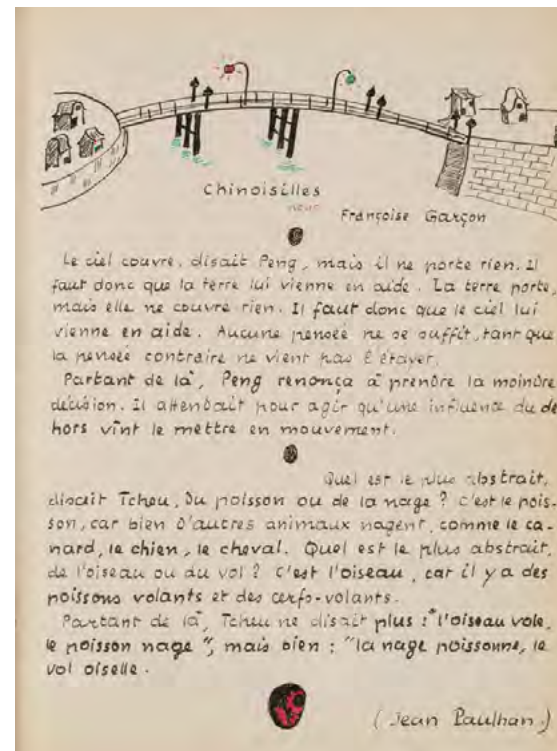 Chinoisilles
pour
Françoise Garçon
Le ciel couvre, disait Peng, mais il ne porte rien. Il
faut donc que la terre lui vienne en aide. La terre porte,
mais elle ne couvre rien. Il faut donc que le ciel lui
vienne en aide. Aucune pensée ne se suffit, tant que
la pensée contraire ne vient pas l'étayer.
Partant de là, Peng renonça à prendre la moindre
décision. Il attendait pour agir qu'une influence du de
hors vînt le mettre en mouvement.
Quel est le plus abstrait,
disait Tcheu, Du poisson ou de la nage ? C'est le pois-
son, car bien d'autres animaux nagent, comme le ca-
nard, le chien, le cheval. Quel est le plus abstrait,
de l'oiseau ou du vol ? C'est l'oiseau, car il y a des
poissons volants et des cerfs-volants.
Partant de là, Tcheu ne disait plus : "l'oiseau vole,
le poisson nage", mais bien : "la nage poissonne, le
vol oiselle.
(Jean Paulhan)